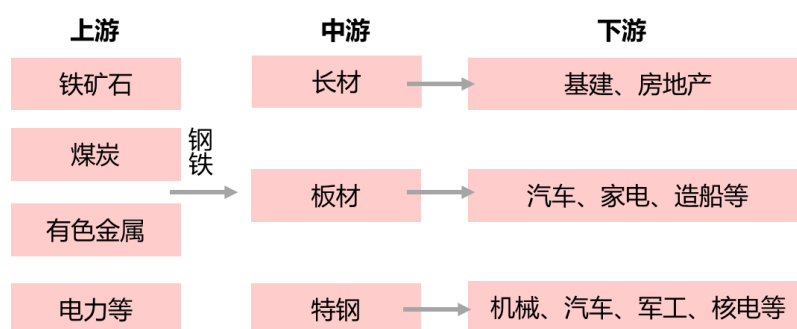 上游 中游 下游
铁矿石 长材 基建、房地产
煤炭
钢
铁
板材 汽车、家电、造船等
有色金属
电力等 特钢 机械、汽车、军工、核电等